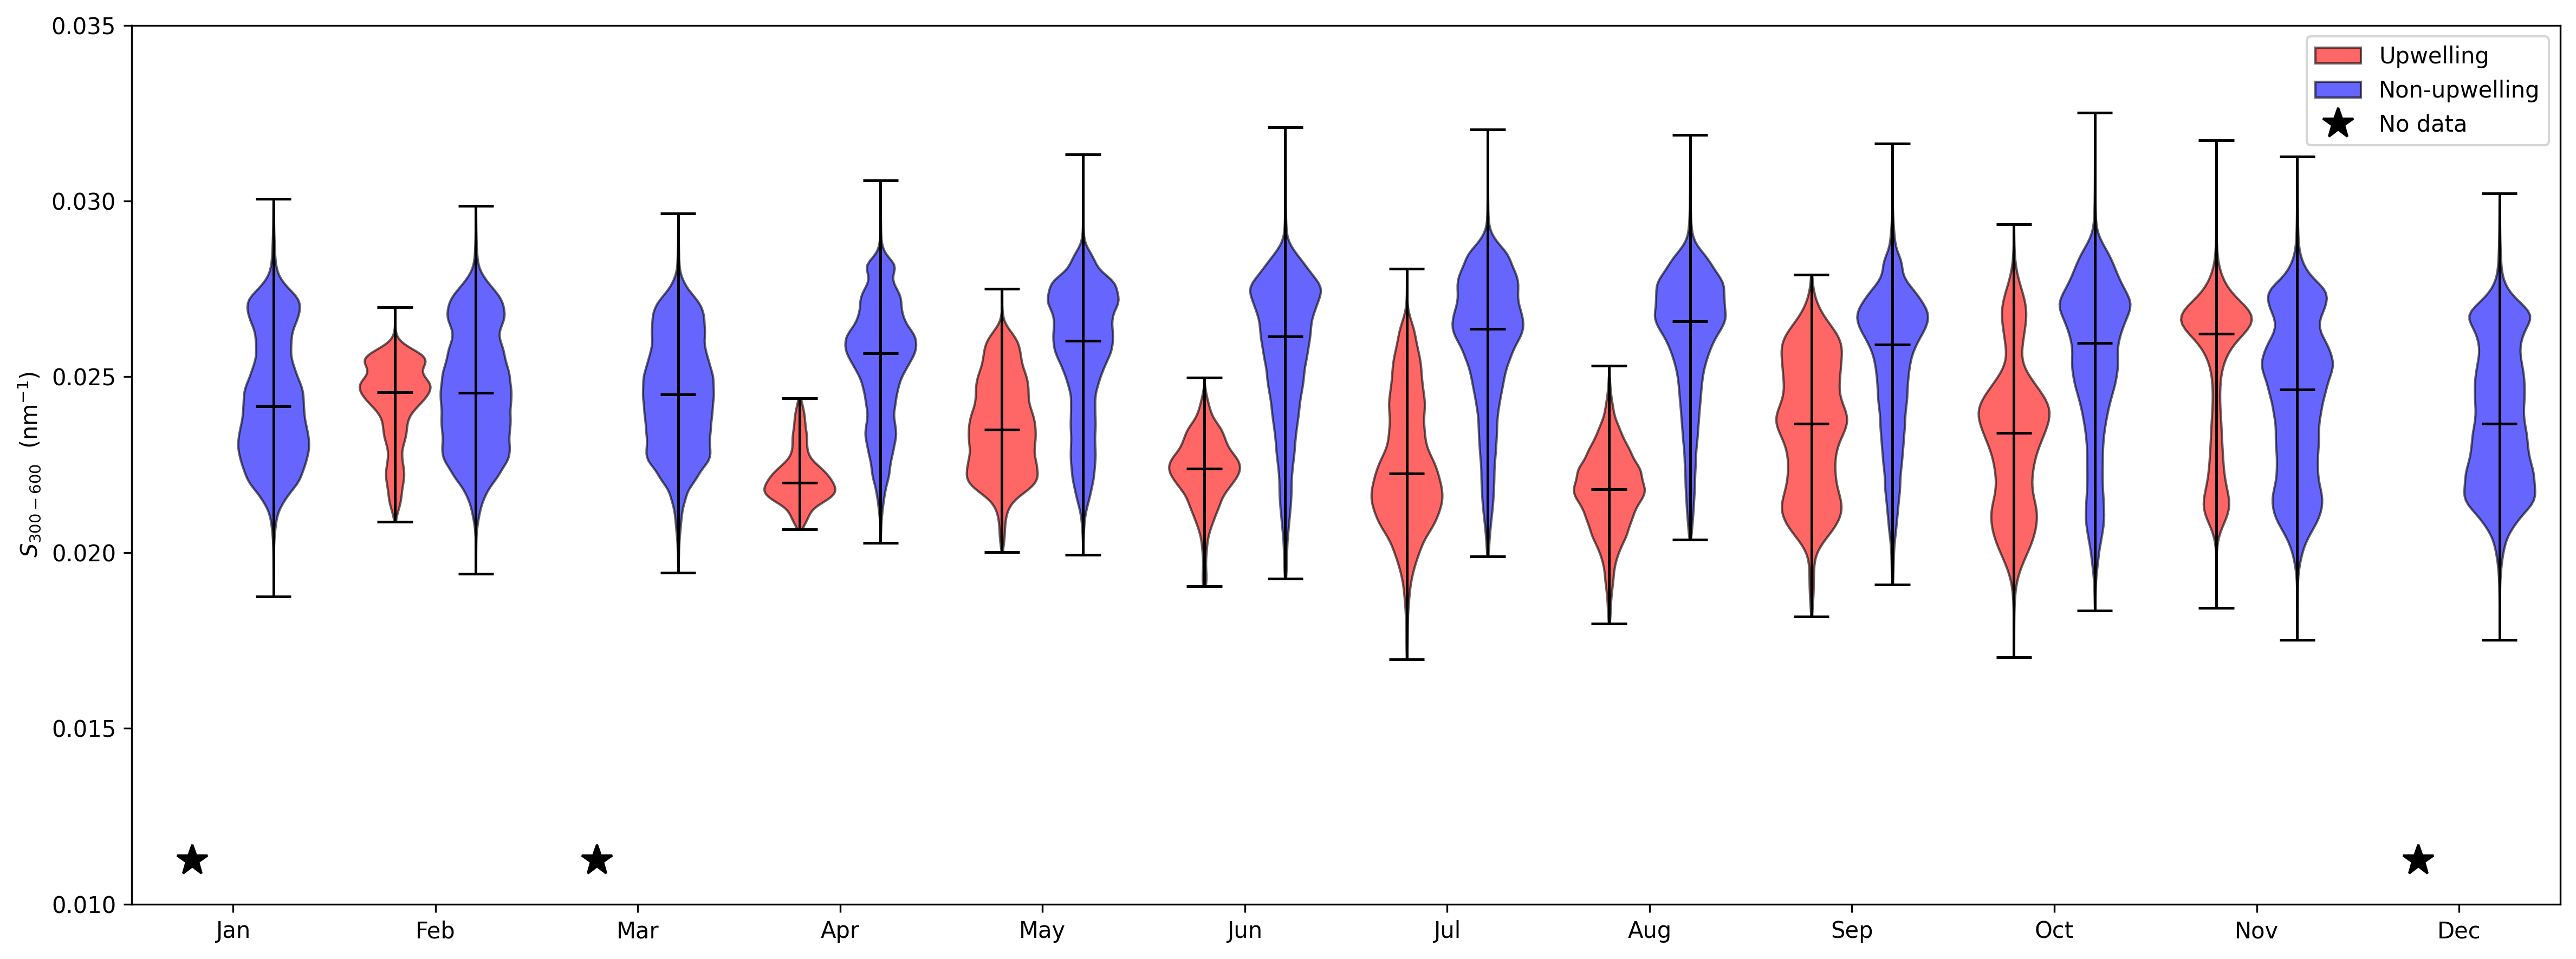 0.035
0.030
0.025
0.020
0.015
0.010
S₃₀₀₋₆₀₀ (nm⁻¹)
Upwelling
Non-upwelling
No data
Jan Feb Mar Apr May Jun Jul Aug Sep Oct Nov Dec